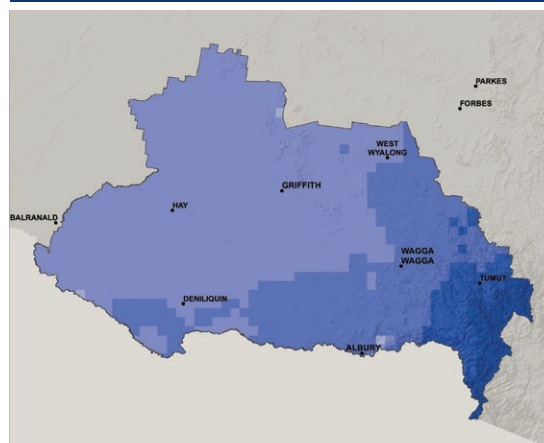 PARKES
FORBES
WEST
WYALONG
GRIFFITH
HAY
BALRANALD
WAGGA
WAGGA
TUMUT
DENILIQUIN
ALBURY